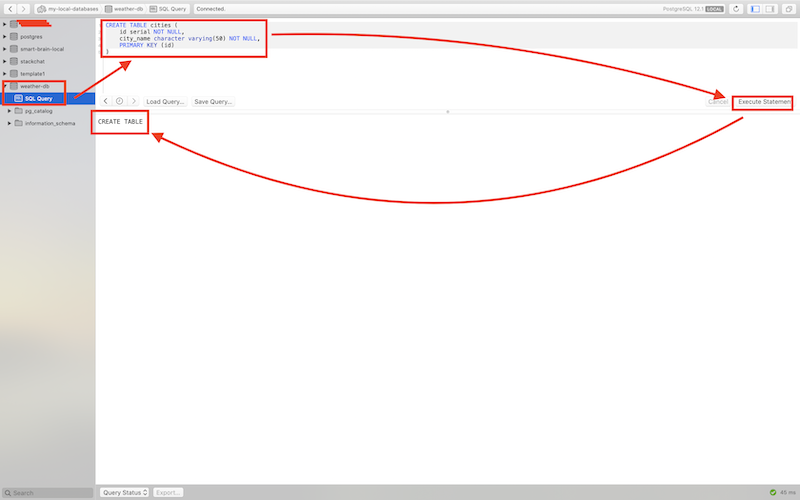 my-local-databases weather-db SQL Query Connected. PostgreSQL 12.1 LOCAL
postgres
smart-brain-local
stackchat
template1
weather-db
SQL Query
pg_catalog
information_schema
CREATE TABLE cities (
id serial NOT NULL,
city_name character varying(50) NOT NULL,
PRIMARY KEY (id)
)
Load Query... Save Query... Cancel Execute Statemen
CREATE TABLE
Search Query Status Export... 45 ms